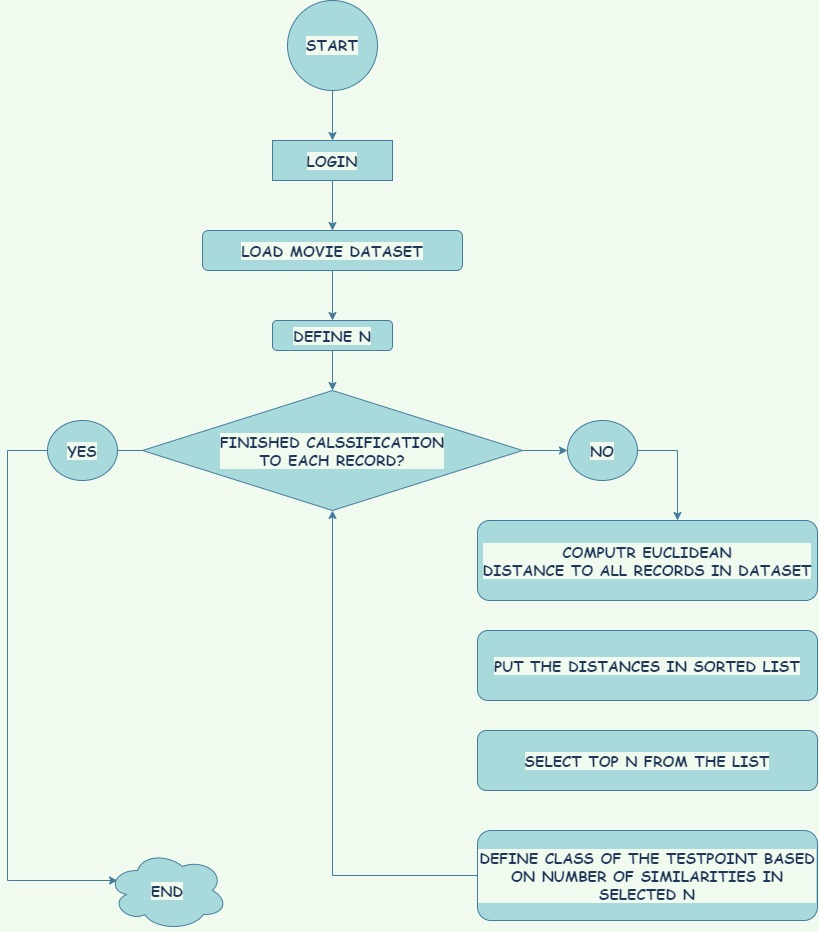 START
LOGIN
LOAD MOVIE DATASET
DEFINE N
FINISHED CALSSIFICATION
TO EACH RECORD?
YES
NO
COMPUTR EUCLIDEAN
DISTANCE TO ALL RECORDS IN DATASET
PUT THE DISTANCES IN SORTED LIST
SELECT TOP N FROM THE LIST
DEFINE CLASS OF THE TESTPOINT BASED
ON NUMBER OF SIMILARITIES IN
SELECTED N
END